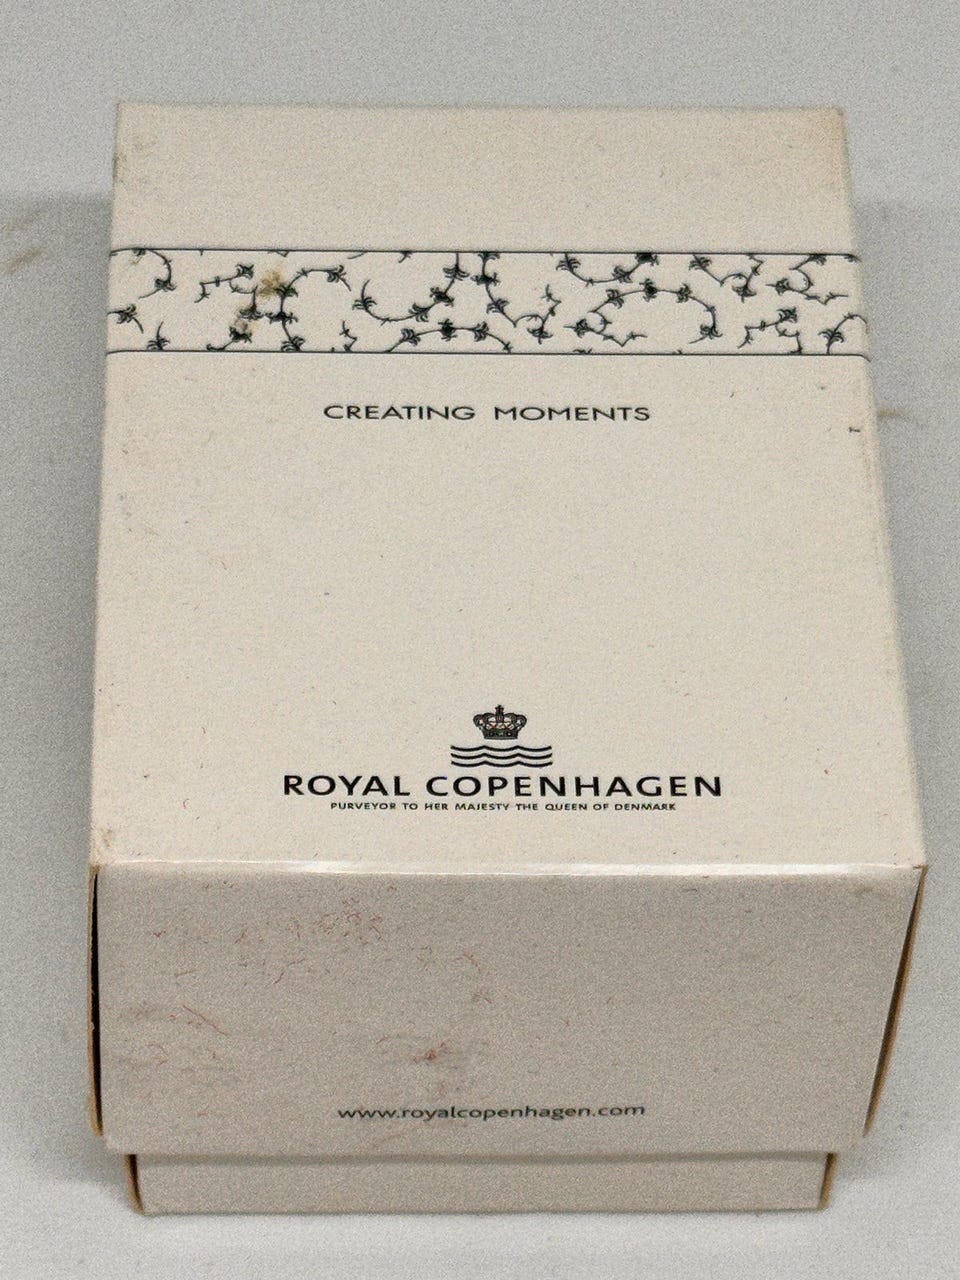 CREATING MOMENTS
ROYAL COPENHAGEN
PURVEYOR TO HER MAJESTY THE QUEEN OF DENMARK
www.royalcopenhagen.com